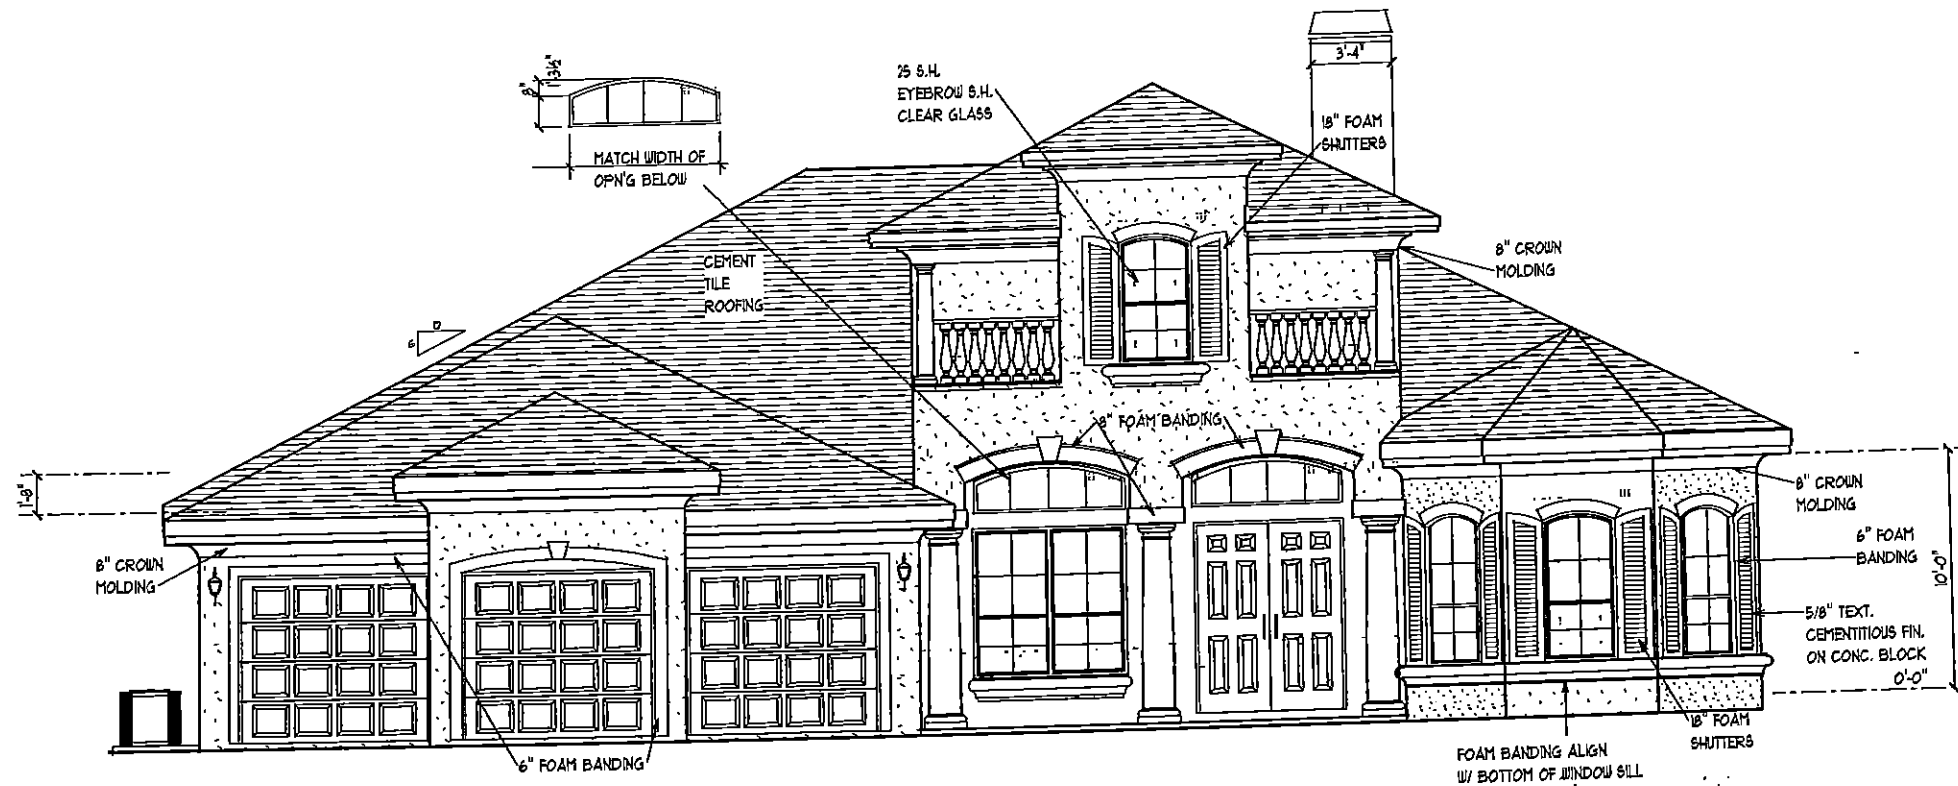 3'-4"
8"
1'-3½"
25 S.H.
EYEBROW S.H.
CLEAR GLASS
18" FOAM
SHUTTERS
MATCH WIDTH OF
OPN'G BELOW
8" CROWN
MOLDING
CEMENT
TILE
ROOFING
6
8" FOAM BANDING
1'-8"
8" CROWN
MOLDING
6" FOAM
BANDING
10'-0"
8" CROWN
MOLDING
5/8" TEXT.
CEMENTITIOUS FIN.
ON CONC. BLOCK
0'-0"
18" FOAM
SHUTTERS
6" FOAM BANDING
FOAM BANDING ALIGN
W/ BOTTOM OF WINDOW SILL